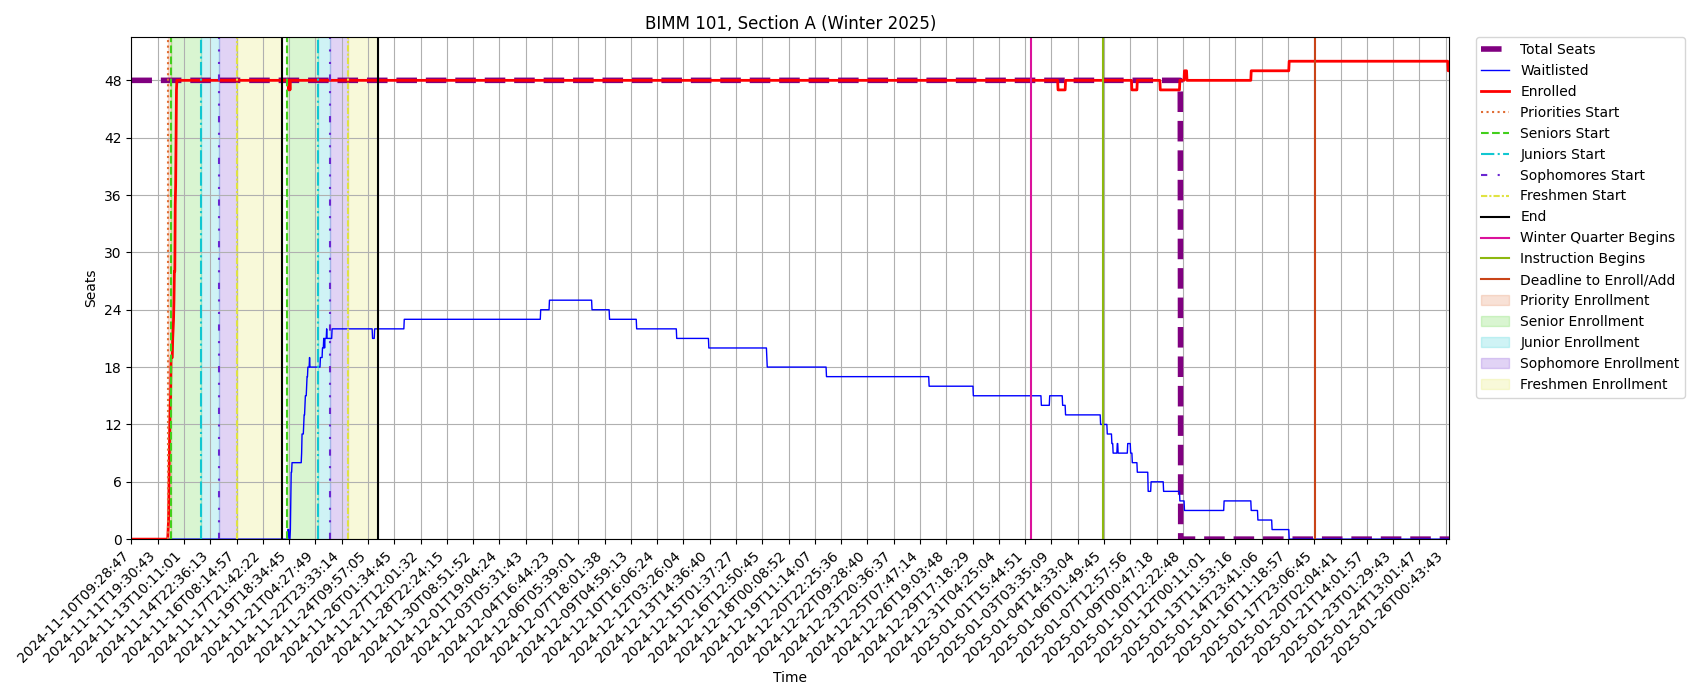 BIMM 101, Section A (Winter 2025)
Seats
48
42
36
30
24
18
12
6
0
2024-11-10T09:28:47
2024-11-11T19:30:43
2024-11-13T10:11:01
2024-11-14T22:36:13
2024-11-16T08:14:57
2024-11-17T21:42:22
2024-11-19T18:34:45
2024-11-21T04:27:49
2024-11-22T23:33:14
2024-11-24T09:57:05
2024-11-26T01:34:45
2024-11-27T12:01:32
2024-11-28T22:24:15
2024-11-30T08:51:52
2024-12-01T19:04:24
2024-12-03T05:31:43
2024-12-04T16:44:23
2024-12-06T05:39:01
2024-12-07T18:01:38
2024-12-09T04:59:13
2024-12-10T16:06:24
2024-12-12T03:26:04
2024-12-13T14:36:40
2024-12-15T01:37:27
2024-12-16T12:50:45
2024-12-18T00:08:52
2024-12-19T11:14:07
2024-12-20T22:25:36
2024-12-22T09:28:40
2024-12-23T20:36:37
2024-12-25T07:47:14
2024-12-26T19:03:48
2024-12-29T17:18:29
2024-12-31T04:25:04
2025-01-01T15:44:51
2025-01-03T03:35:09
2025-01-04T14:33:04
2025-01-06T01:49:45
2025-01-07T12:57:56
2025-01-09T00:47:18
2025-01-10T12:22:48
2025-01-12T00:11:01
2025-01-13T11:53:16
2025-01-14T23:41:06
2025-01-16T11:18:57
2025-01-17T23:06:45
2025-01-20T02:04:41
2025-01-21T14:01:57
2025-01-23T01:29:43
2025-01-24T13:01:47
2025-01-26T00:43:43
Time
Total Seats
Waitlisted
Enrolled
Priorities Start
Seniors Start
Juniors Start
Sophomores Start
Freshmen Start
End
Winter Quarter Begins
Instruction Begins
Deadline to Enroll/Add
Priority Enrollment
Senior Enrollment
Junior Enrollment
Sophomore Enrollment
Freshmen Enrollment